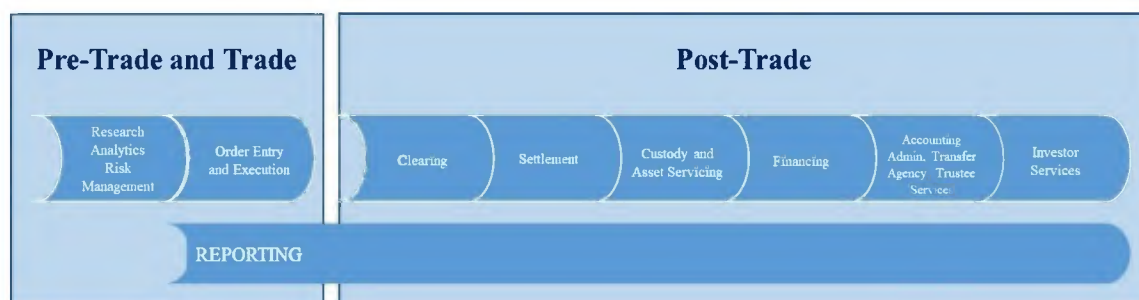 Pre-Trade and Trade
Post-Trade
Research
Analytics
Risk
Management
Order Entry
and Execution
Clearing
Settlement
Custody and
Asset Servicing
Financing
Accounting
Admin. Transfer
Agency Trustee
Services
Investor
Services
REPORTING